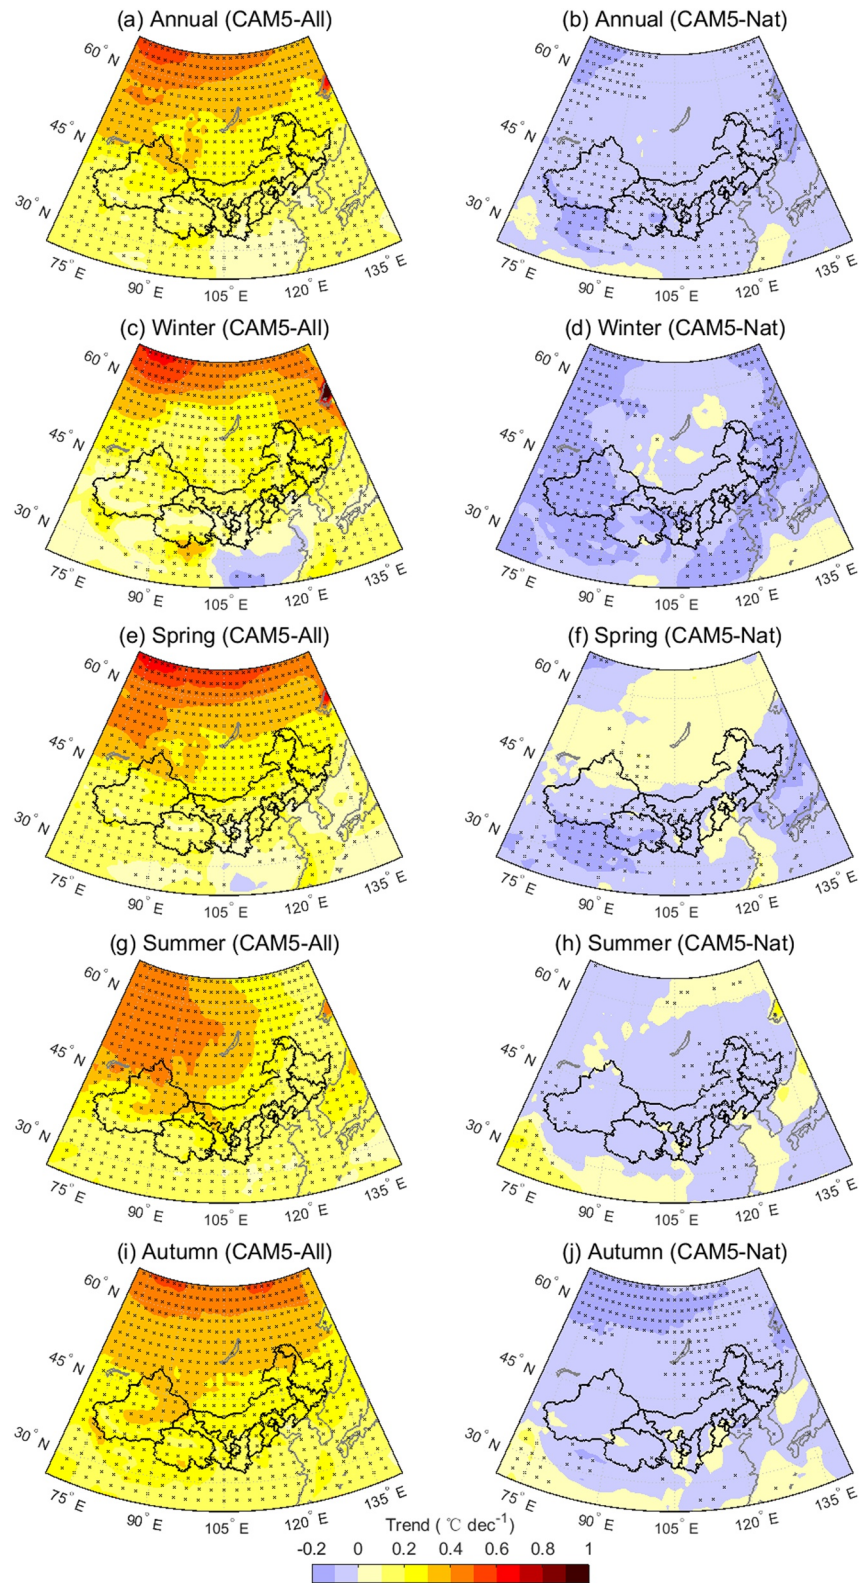 (a) Annual (CAM5-All)
(b) Annual (CAM5-Nat)
60° N
45° N
30° N
75° E
90° E
105° E
120° E
135° E
60° N
45° N
30° N
75° E
90° E
105° E
120° E
135° E
(c) Winter (CAM5-All)
(d) Winter (CAM5-Nat)
60° N
45° N
30° N
75° E
90° E
105° E
120° E
135° E
60° N
45° N
30° N
75° E
90° E
105° E
120° E
135° E
(e) Spring (CAM5-All)
(f) Spring (CAM5-Nat)
60° N
45° N
30° N
75° E
90° E
105° E
120° E
135° E
60° N
45° N
30° N
75° E
90° E
105° E
120° E
135° E
(g) Summer (CAM5-All)
(h) Summer (CAM5-Nat)
60° N
45° N
30° N
75° E
90° E
105° E
120° E
135° E
60° N
45° N
30° N
75° E
90° E
105° E
120° E
135° E
(i) Autumn (CAM5-All)
(j) Autumn (CAM5-Nat)
60° N
45° N
30° N
75° E
90° E
105° E
120° E
135° E
60° N
45° N
30° N
75° E
90° E
105° E
120° E
135° E
Trend ( ℃ dec⁻¹)
-0.2 0 0.2 0.4 0.6 0.8 1